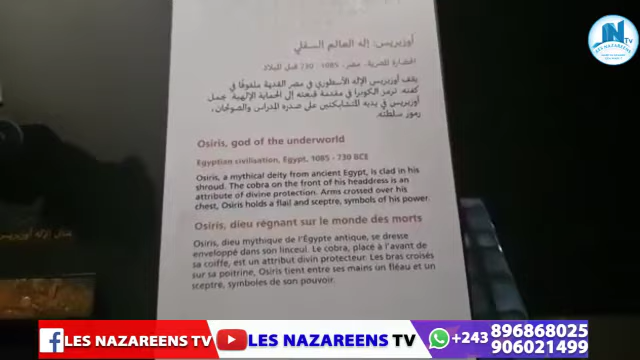 أوزيريس: إله العالم السفلي
الحضارة المصرية، مصر، 1085 - 730 قبل الميلاد
يقف أوزيريس الإله الأسطوري في مصر القديمة ملفوفًا في
كفنه. ترمز الكوبرا في مقدمة قبعته إلى الحماية الإلهية. يحمل
أوزيريس في يديه المتشابكتين على صدره المدراس والصولجان،
رموز سلطته.
Osiris, god of the underworld
Egyptian civilisation, Egypt, 1085 - 730 BCE
Osiris, a mythical deity from ancient Egypt, is clad in his
shroud. The cobra on the front of his headdress is an
attribute of divine protection. Arms crossed over his
chest, Osiris holds a flail and sceptre, symbols of his power.
Osiris, dieu régnant sur le monde des morts
Osiris, dieu mythique de l'Égypte antique, se dresse
enveloppé dans son linceul. Le cobra, placé à l'avant de
sa coiffe, est un attribut divin protecteur. Les bras croisés
sur sa poitrine, Osiris tient entre ses mains un fléau et un
sceptre, symboles de son pouvoir.
تمثال الإله أوزيريس
LES NAZAREENS TV
LES NAZAREENS TV
LES NAZAREENS TV
+243 896868025
906021499